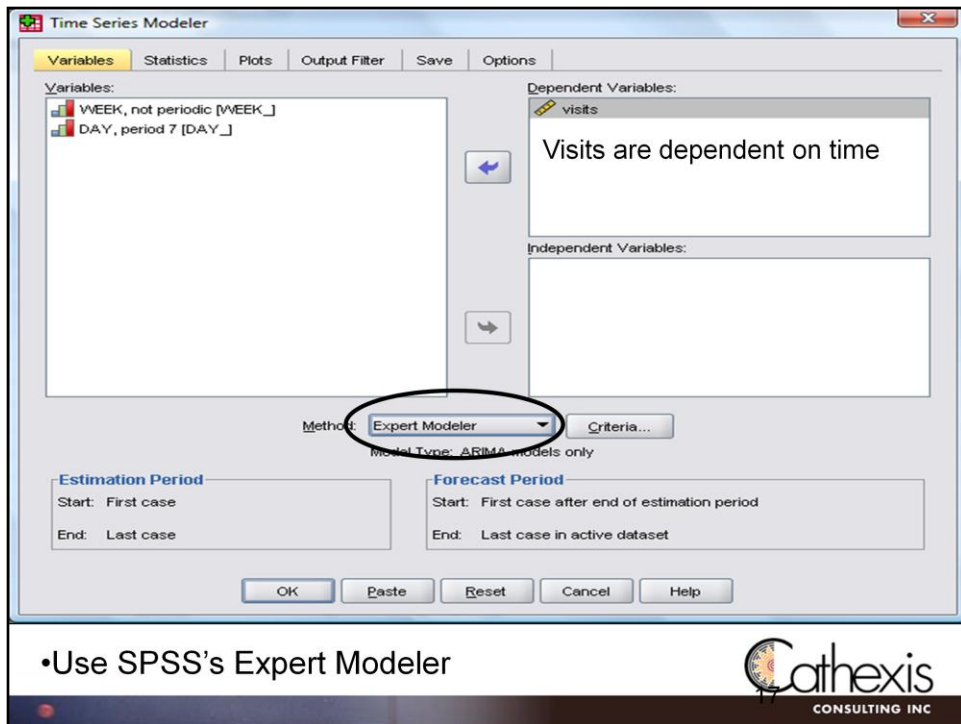 Time Series Modeler
Variables Statistics Plots Output Filter Save Options
Variables:
WEEK, not periodic [WEEK_]
DAY, period 7 [DAY_]
Dependent Variables:
visits
Visits are dependent on time
Independent Variables:
Method: Expert Modeler Criteria...
Model Type: ARIMA models only
Estimation Period
Start: First case
End: Last case
Forecast Period
Start: First case after end of estimation period
End: Last case in active dataset
OK Paste Reset Cancel Help
•Use SPSS's Expert Modeler
Cathexis
17
CONSULTING INC